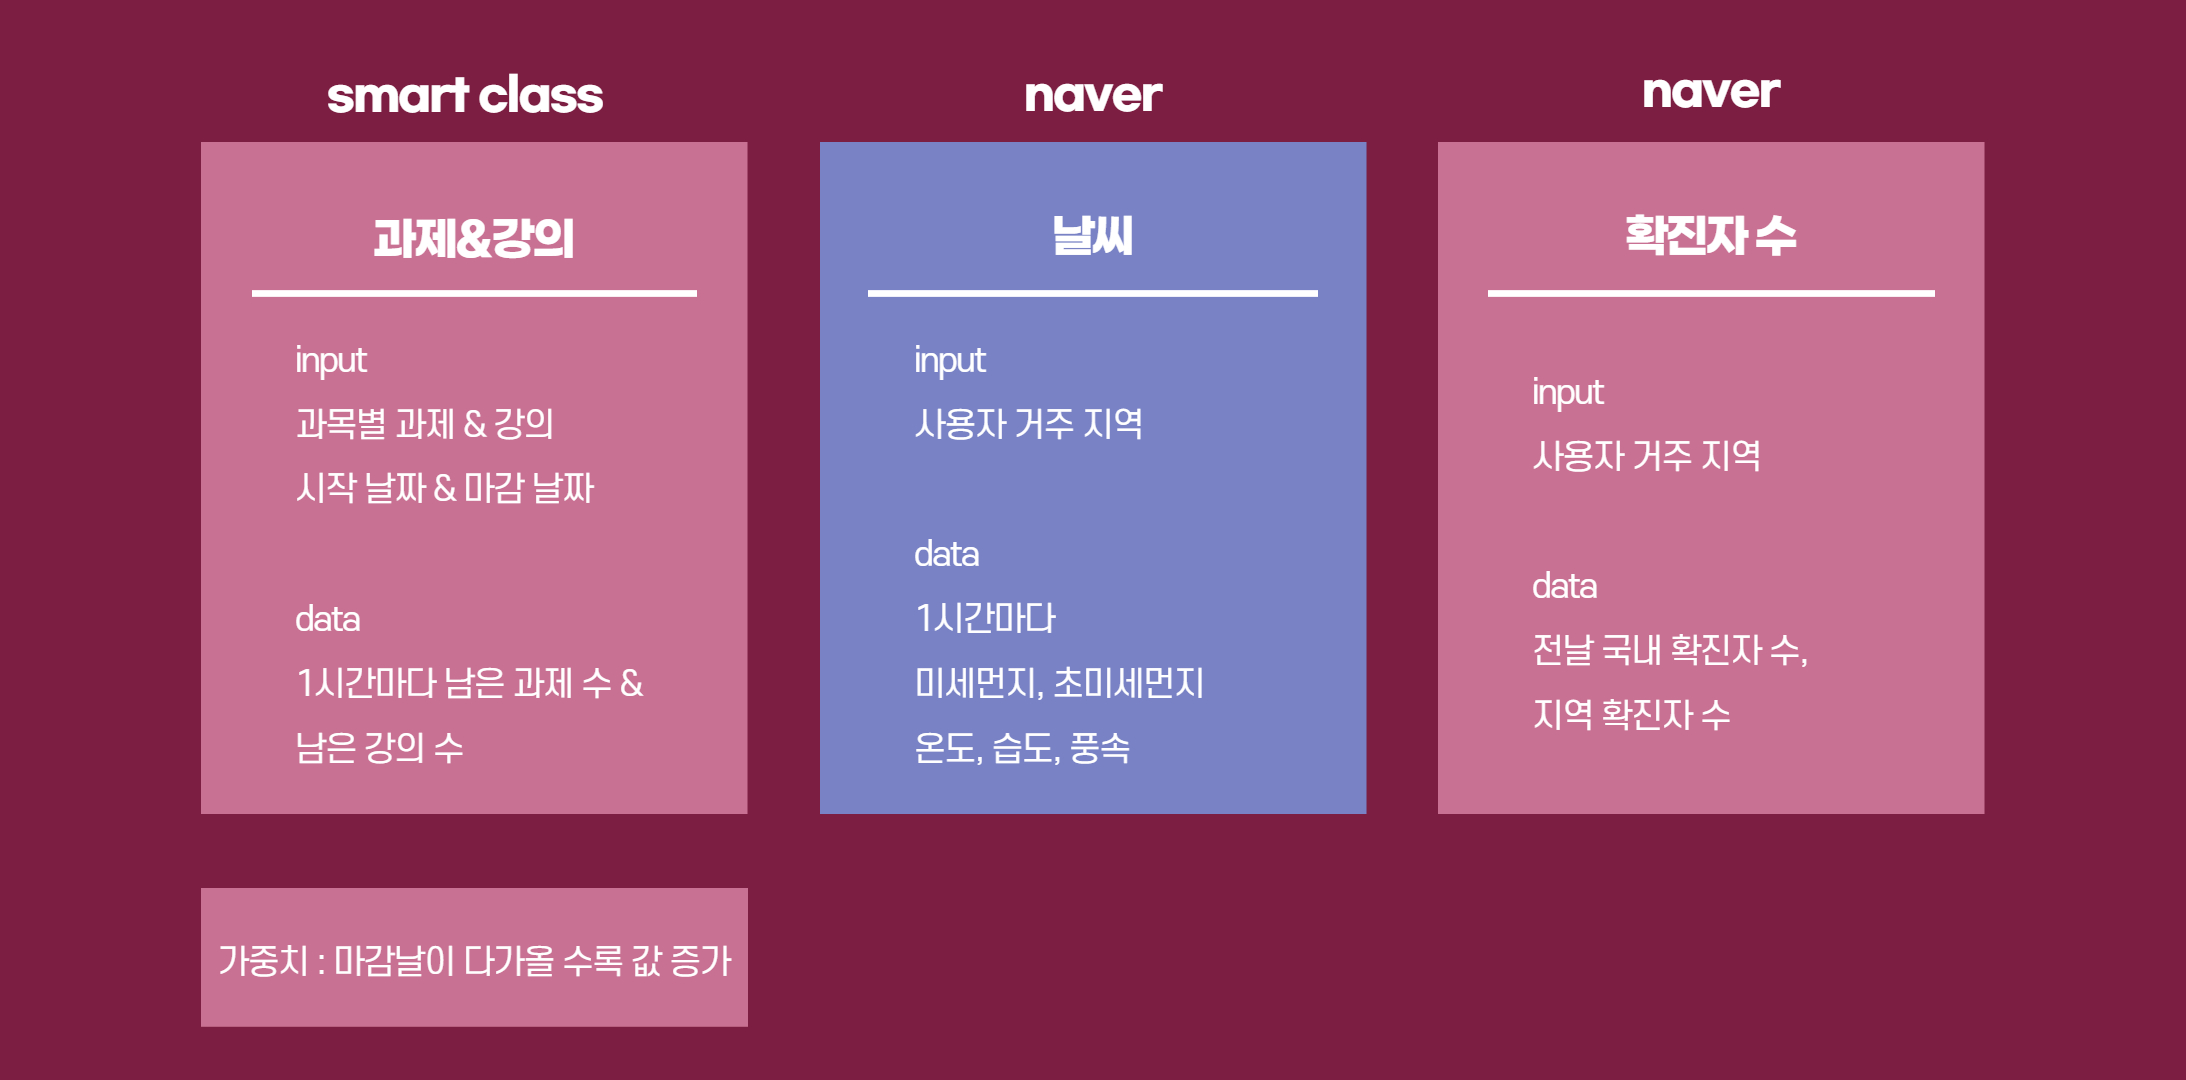 smart class
과제&강의
input
과목별 과제 & 강의
시작 날짜 & 마감 날짜
data
1시간마다 남은 과제 수 &
남은 강의 수
가중치 : 마감날이 다가올 수록 값 증가
naver
날씨
input
사용자 거주 지역
data
1시간마다
미세먼지, 초미세먼지
온도, 습도, 풍속
naver
확진자 수
input
사용자 거주 지역
data
전날 국내 확진자 수,
지역 확진자 수